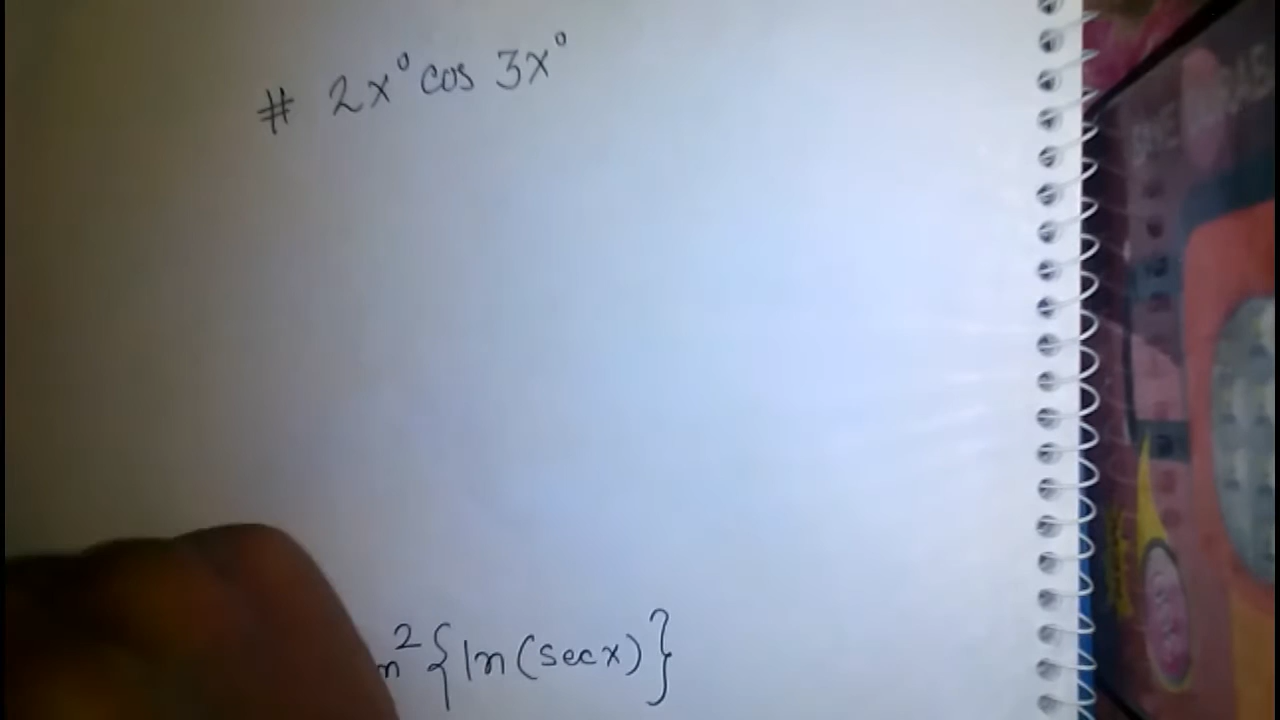 # 2x° cos 3x°
n²{ln(secx)}